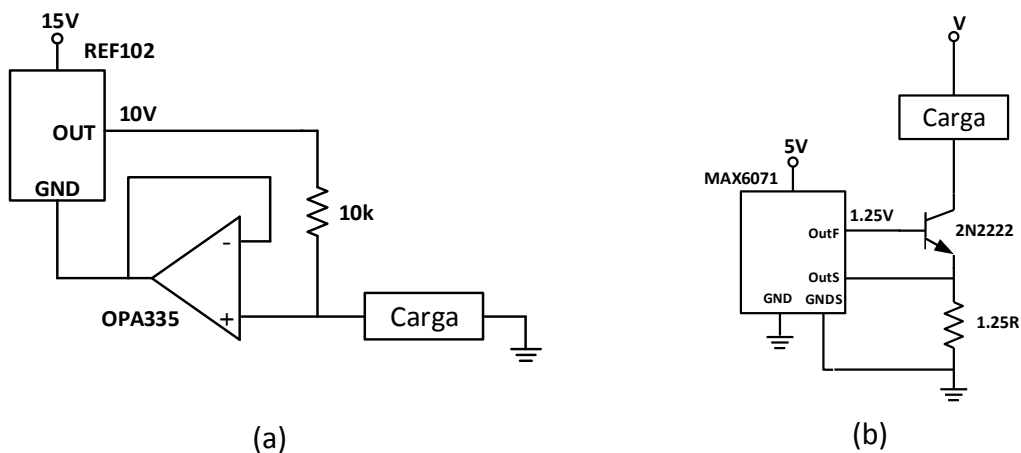 15V
REF102
10V
OUT
GND
10k
-
+
OPA335
Carga
(a)
V
Carga
5V
MAX6071
1.25V
OutF
2N2222
OutS
GND
GNDS
1.25R
(b)